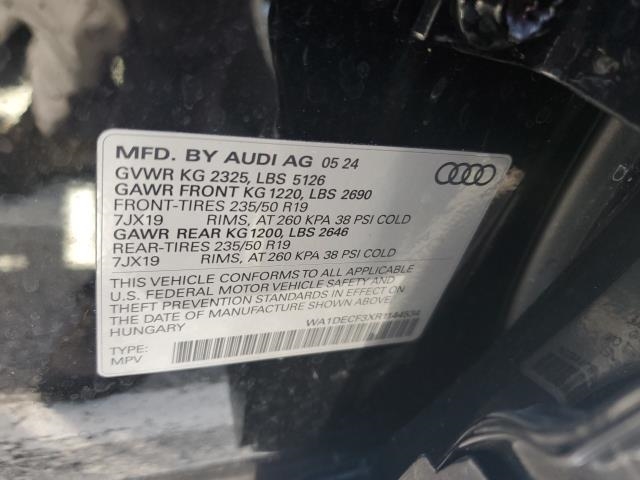 MFD. BY AUDI AG 05 24
GVWR KG 2325, LBS 5126
GAWR FRONT KG 1220, LBS 2690
FRONT-TIRES 235/50 R19
7JX19 RIMS, AT 260 KPA 38 PSI COLD
GAWR REAR KG 1200, LBS 2646
REAR-TIRES 235/50 R19
7JX19 RIMS, AT 260 KPA 38 PSI COLD
THIS VEHICLE CONFORMS TO ALL APPLICABLE
U.S. FEDERAL MOTOR VEHICLE SAFETY AND
THEFT PREVENTION STANDARDS IN EFFECT ON
THE DATE OF MANUFACTURE SHOWN ABOVE.
HUNGARY
WA1DECF3XR1144534
TYPE:
MPV